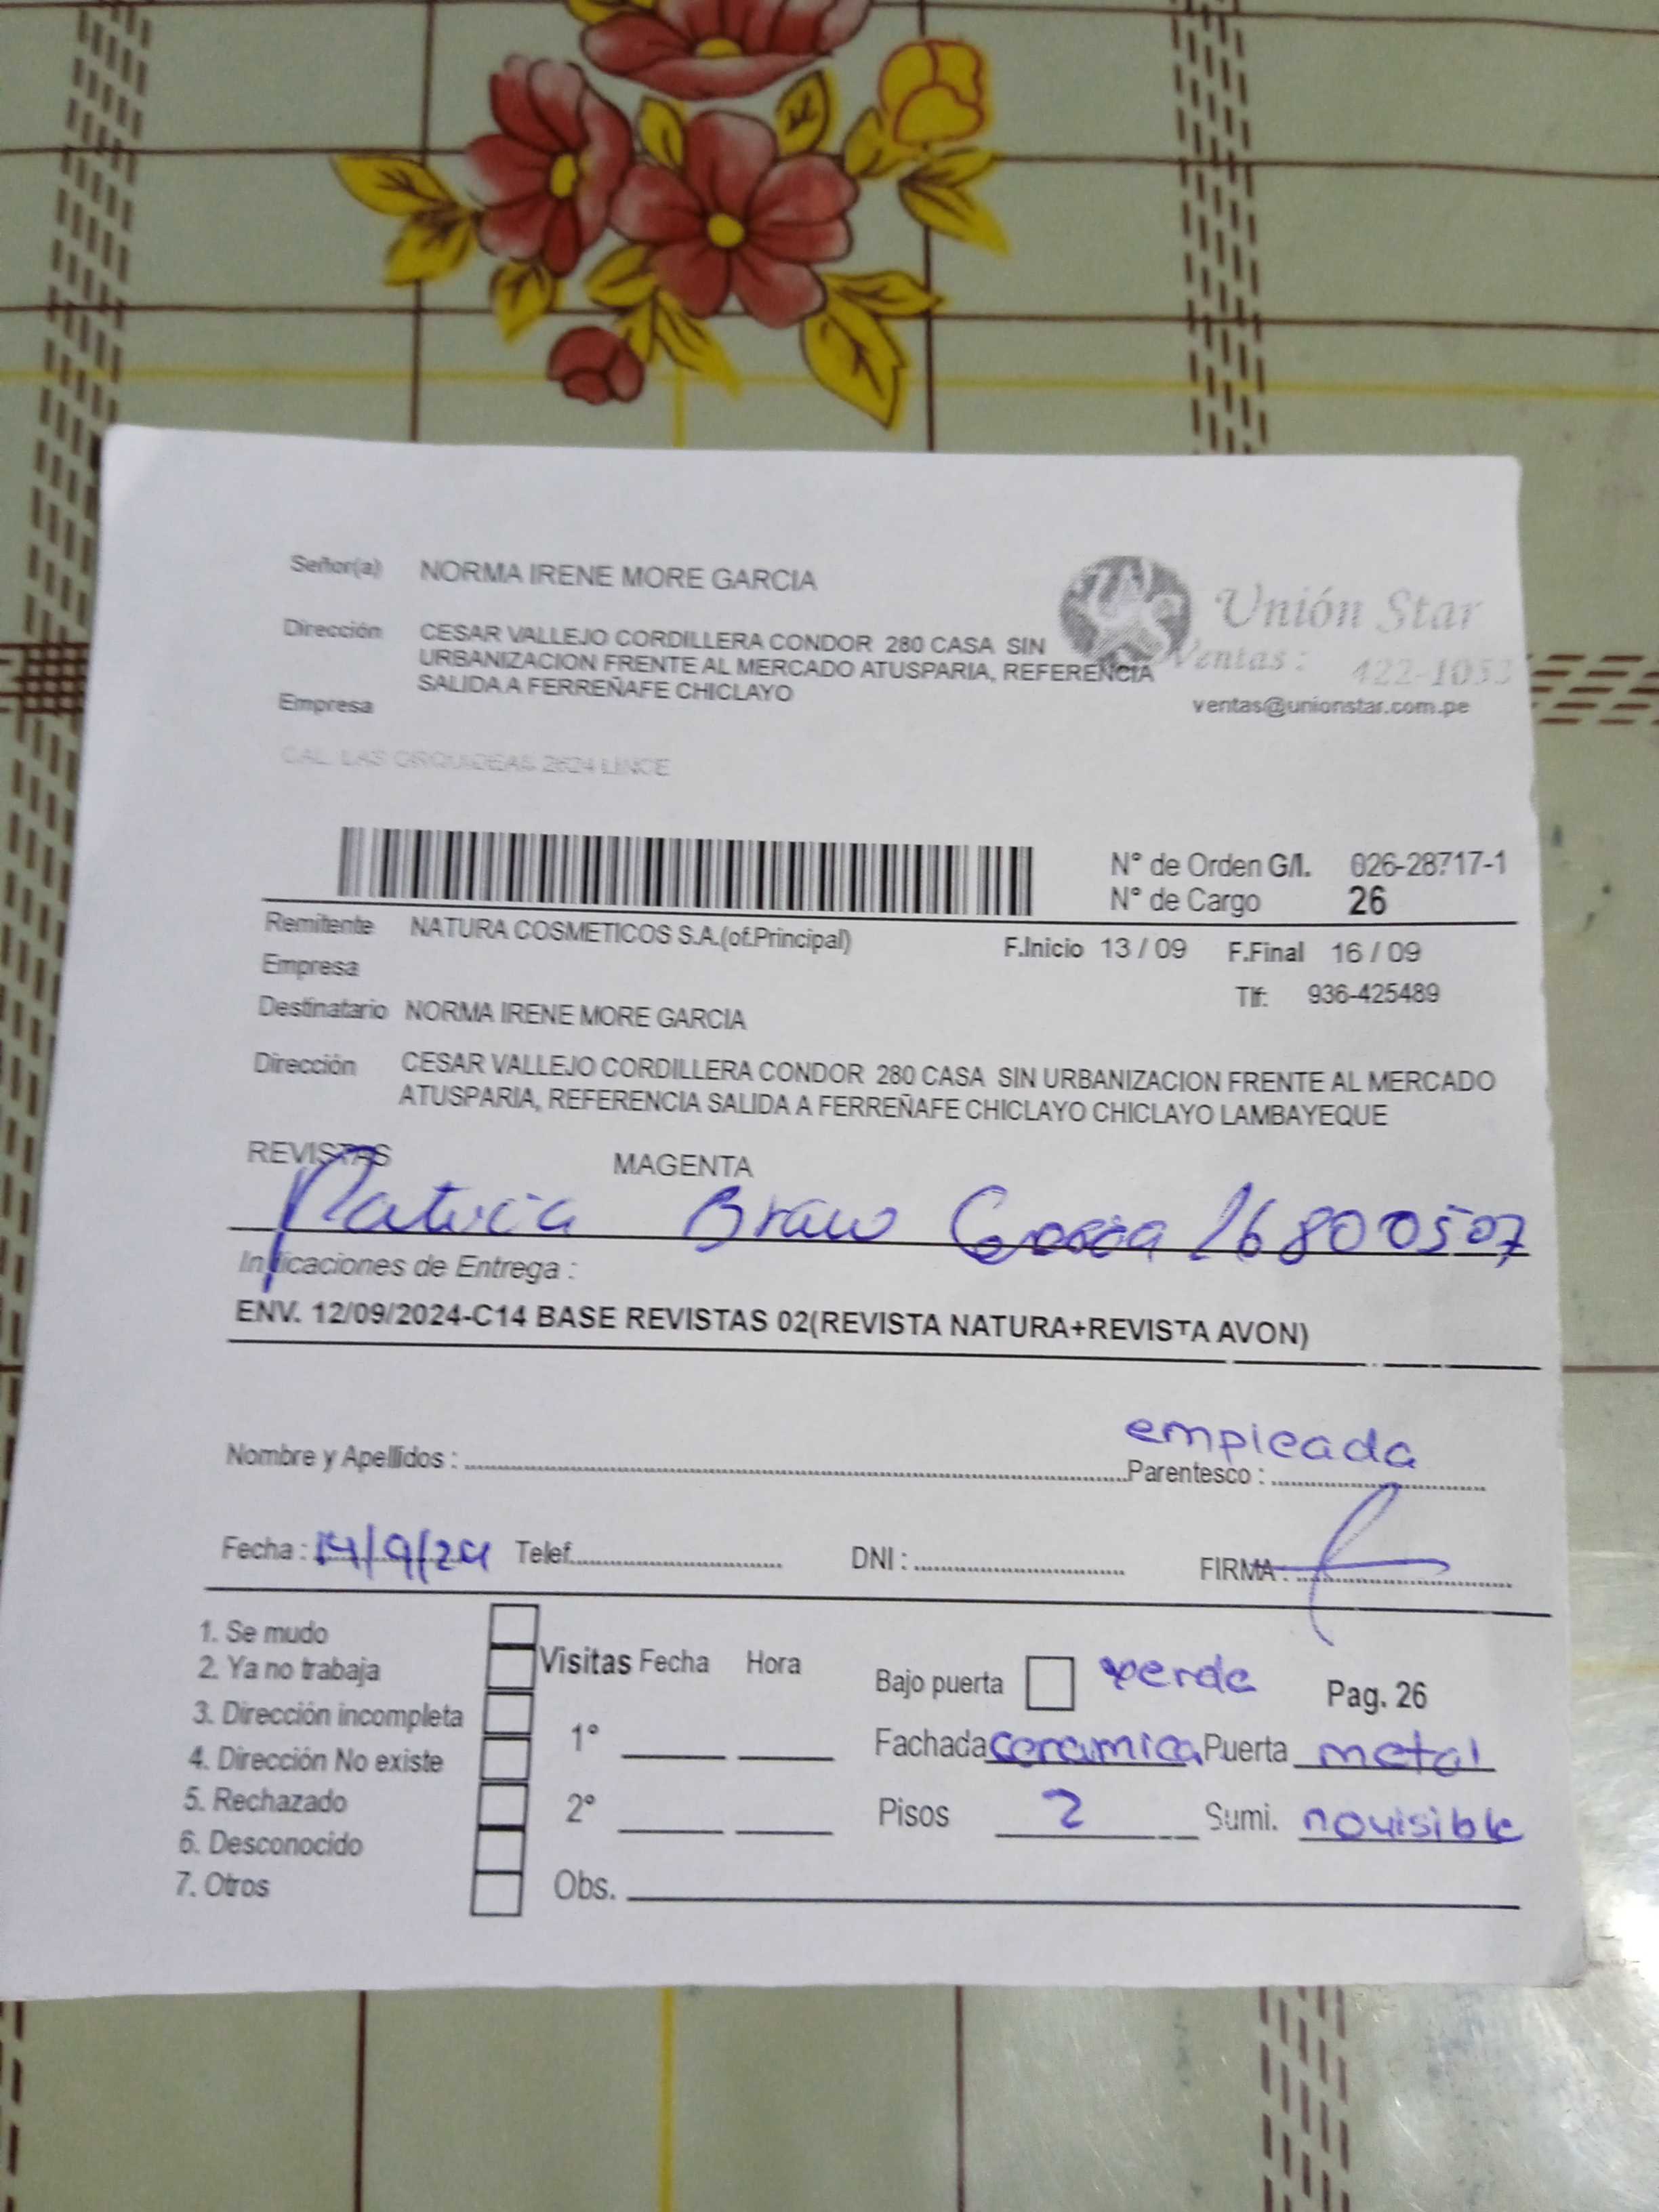 Señor(a) NORMA IRENE MORE GARCIA
Unión Star
Dirección CESAR VALLEJO CORDILLERA CONDOR 280 CASA SIN
URBANIZACION FRENTE AL MERCADO ATUSPARIA, REFERENCIA
SALIDA A FERREÑAFE CHICLAYO
Ventas : 422-1053
ventas@unionstar.com.pe
Empresa
CAL. LAS ORQUIDEAS 2624 LINCE
N° de Orden G/I. 026-28717-1
N° de Cargo 26
Remitente NATURA COSMETICOS S.A.(of.Principal)
F.Inicio 13 / 09 F.Final 16 / 09
Empresa
Tlf: 936-425489
Destinatario NORMA IRENE MORE GARCIA
Dirección CESAR VALLEJO CORDILLERA CONDOR 280 CASA SIN URBANIZACION FRENTE AL MERCADO
ATUSPARIA, REFERENCIA SALIDA A FERREÑAFE CHICLAYO CHICLAYO LAMBAYEQUE
REVISTAS MAGENTA
Patricia Bravo 16800507
Indicaciones de Entrega :
ENV. 12/09/2024-C14 BASE REVISTAS 02(REVISTA NATURA+REVISTA AVON)
Nombre y Apellidos : Parentesco : empleada
Fecha : 14/9/24 Telef. DNI : FIRMA :
1. Se mudo
2. Ya no trabaja
3. Dirección incompleta
4. Dirección No existe
5. Rechazado
6. Desconocido
7. Otros
Visitas Fecha Hora
1°
2°
Obs.
Bajo puerta Pag. 26
Fachada ceramica Puerta metal
Pisos 2 Sumi. no visible